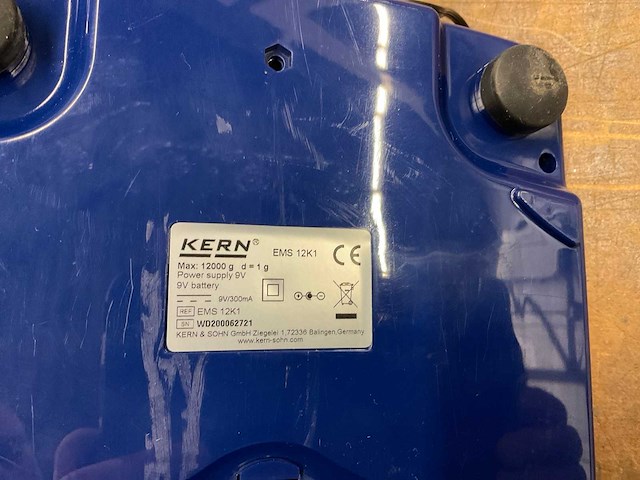 KERN® EMS 12K1 CE
Max: 12000 g d = 1 g
Power supply 9V
9V battery
9V/300mA
REF EMS 12K1
SN WD200062721
KERN & SOHN GmbH Ziegelei 1,72336 Balingen,Germany
www.kern-sohn.com